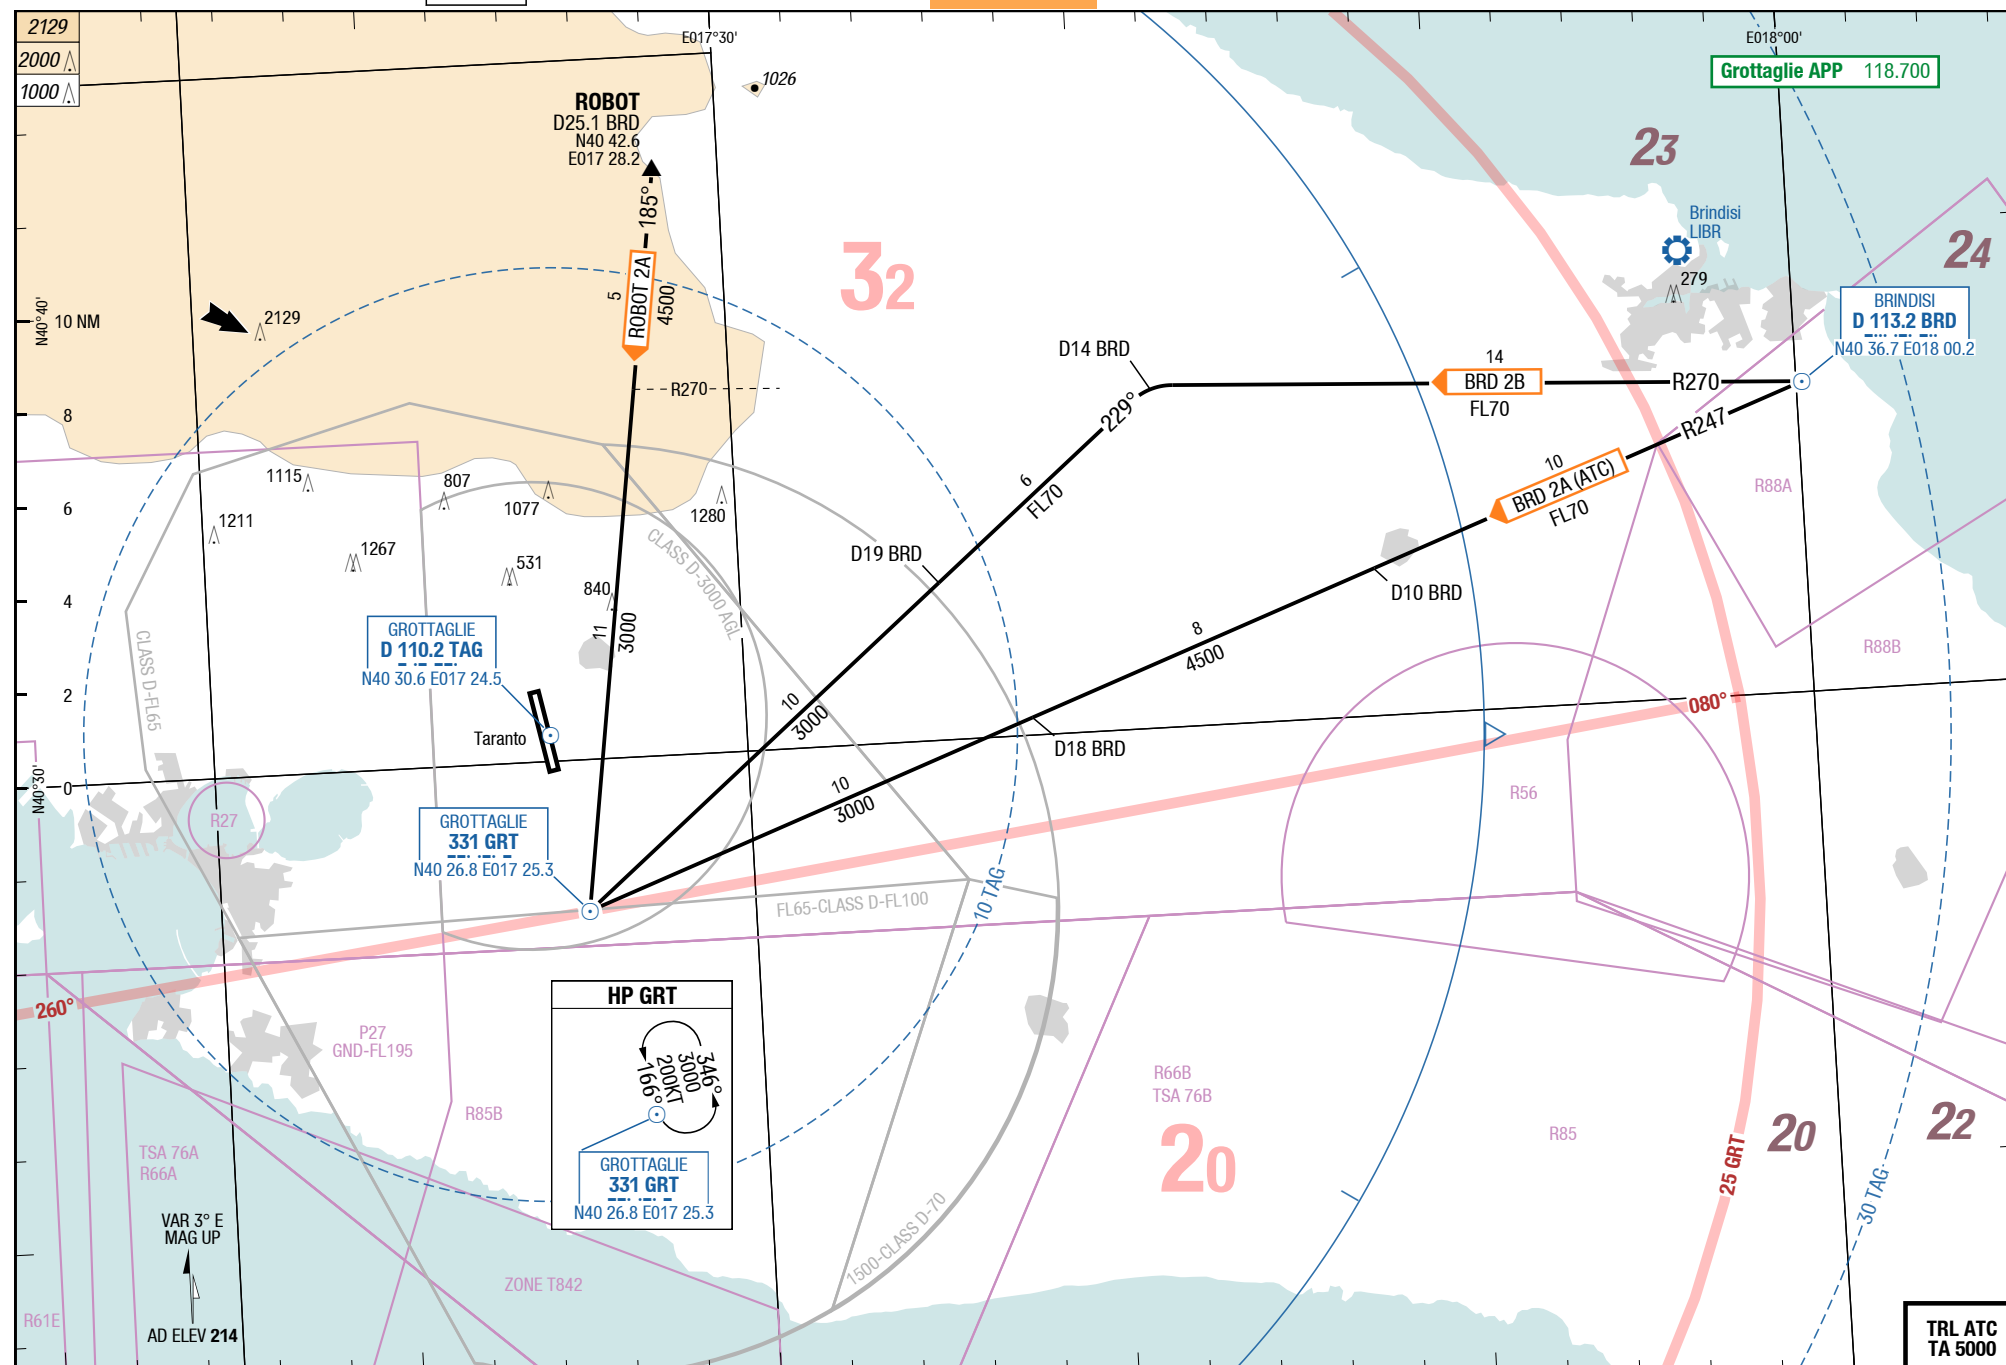 2129
2000
1000
E017°30'
E018°00'
1026
Grottaglie APP 118.700
ROBOT
D25.1 BRD
N40 42.6
E017 28.2
23
185°
Brindisi
LIBR
24
32
279
ROBOT 2A
5
4500
BRINDISI
D 113.2 BRD
N40 36.7 E018 00.2
N40°40'
10 NM
2129
D14 BRD
14
BRD 2B
FL70
R270
R270
229°
R247
8
10
BRD 2A (ATC)
FL70
1115
807
1077
1280
6
FL70
R88A
6
1211
1267
531
CLASS D-3000 AGL
D19 BRD
840
D10 BRD
4
11
3000
GROTTAGLIE
D 110.2 TAG
N40 30.6 E017 24.5
CLASS D-FL65
8
4500
R88B
2
10
3000
080°
Taranto
D18 BRD
N40°30'
0
10
3000
R56
R27
GROTTAGLIE
331 GRT
N40 26.8 E017 25.3
10 TAG
FL65-CLASS D-FL100
260°
HP GRT
P27
GND-FL195
346°
3000
200KT
166°
R66B
TSA 76B
R85B
20
R85
20
22
TSA 76A
R66A
GROTTAGLIE
331 GRT
N40 26.8 E017 25.3
25 GRT
30 TAG
VAR 3° E
MAG UP
1500-CLASS D-70
ZONE T842
R61E
AD ELEV 214
TRL ATC
TA 5000